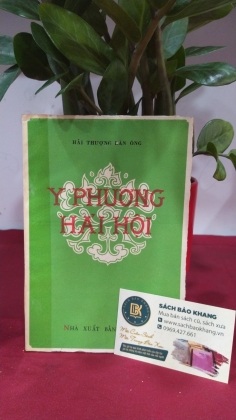 HẢI THƯỢNG LÃN ÔNG
Y PHƯƠNG
HẢI HỘI
NHÀ XUẤT BẢN
SÁCH BẢO KHANG
Mua bán sách cũ, sách xưa
www.sachbaokhang.vn
0969.427.661